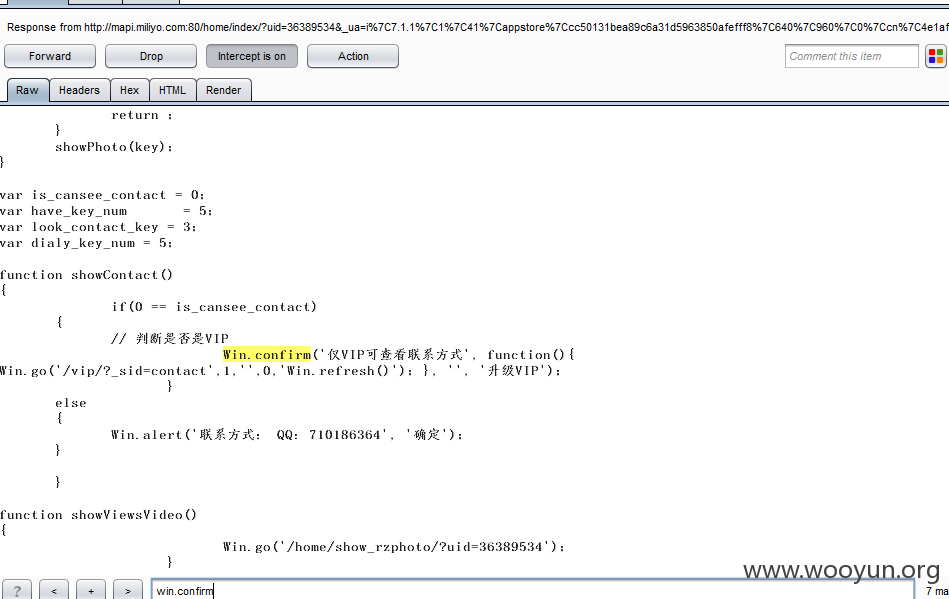 Response from http://mapi.miliyo.com:80/home/index/?uid=36389534&_ua=i%7C7.1.1%7C1%7C41%7Cappstore%7Ccc50131bea89c6a31d5963850afefff8%7C640%7C960%7C0%7Ccn%7C4e1af
Forward Drop Intercept is on Action Comment this item
Raw Headers Hex HTML Render
return ;
}
showPhoto(key);
}
var is_cansee_contact = 0;
var have_key_num = 5;
var look_contact_key = 3;
var dialy_key_num = 5;
function showContact()
{
if(0 == is_cansee_contact)
{
// 判断是否是VIP
Win.confirm('仅VIP可查看联系方式', function(){
Win.go('/vip/?_sid=contact',1,'',0,'Win.refresh()'); }, '', '升级VIP');
}
else
{
Win.alert('联系方式: QQ: 710186364', '确定');
}
}
function showViewsVideo()
{
Win.go('/home/show_rzphoto/?uid=36389534');
}
www.wooyun.org
? < + > win.confirm 7 ma